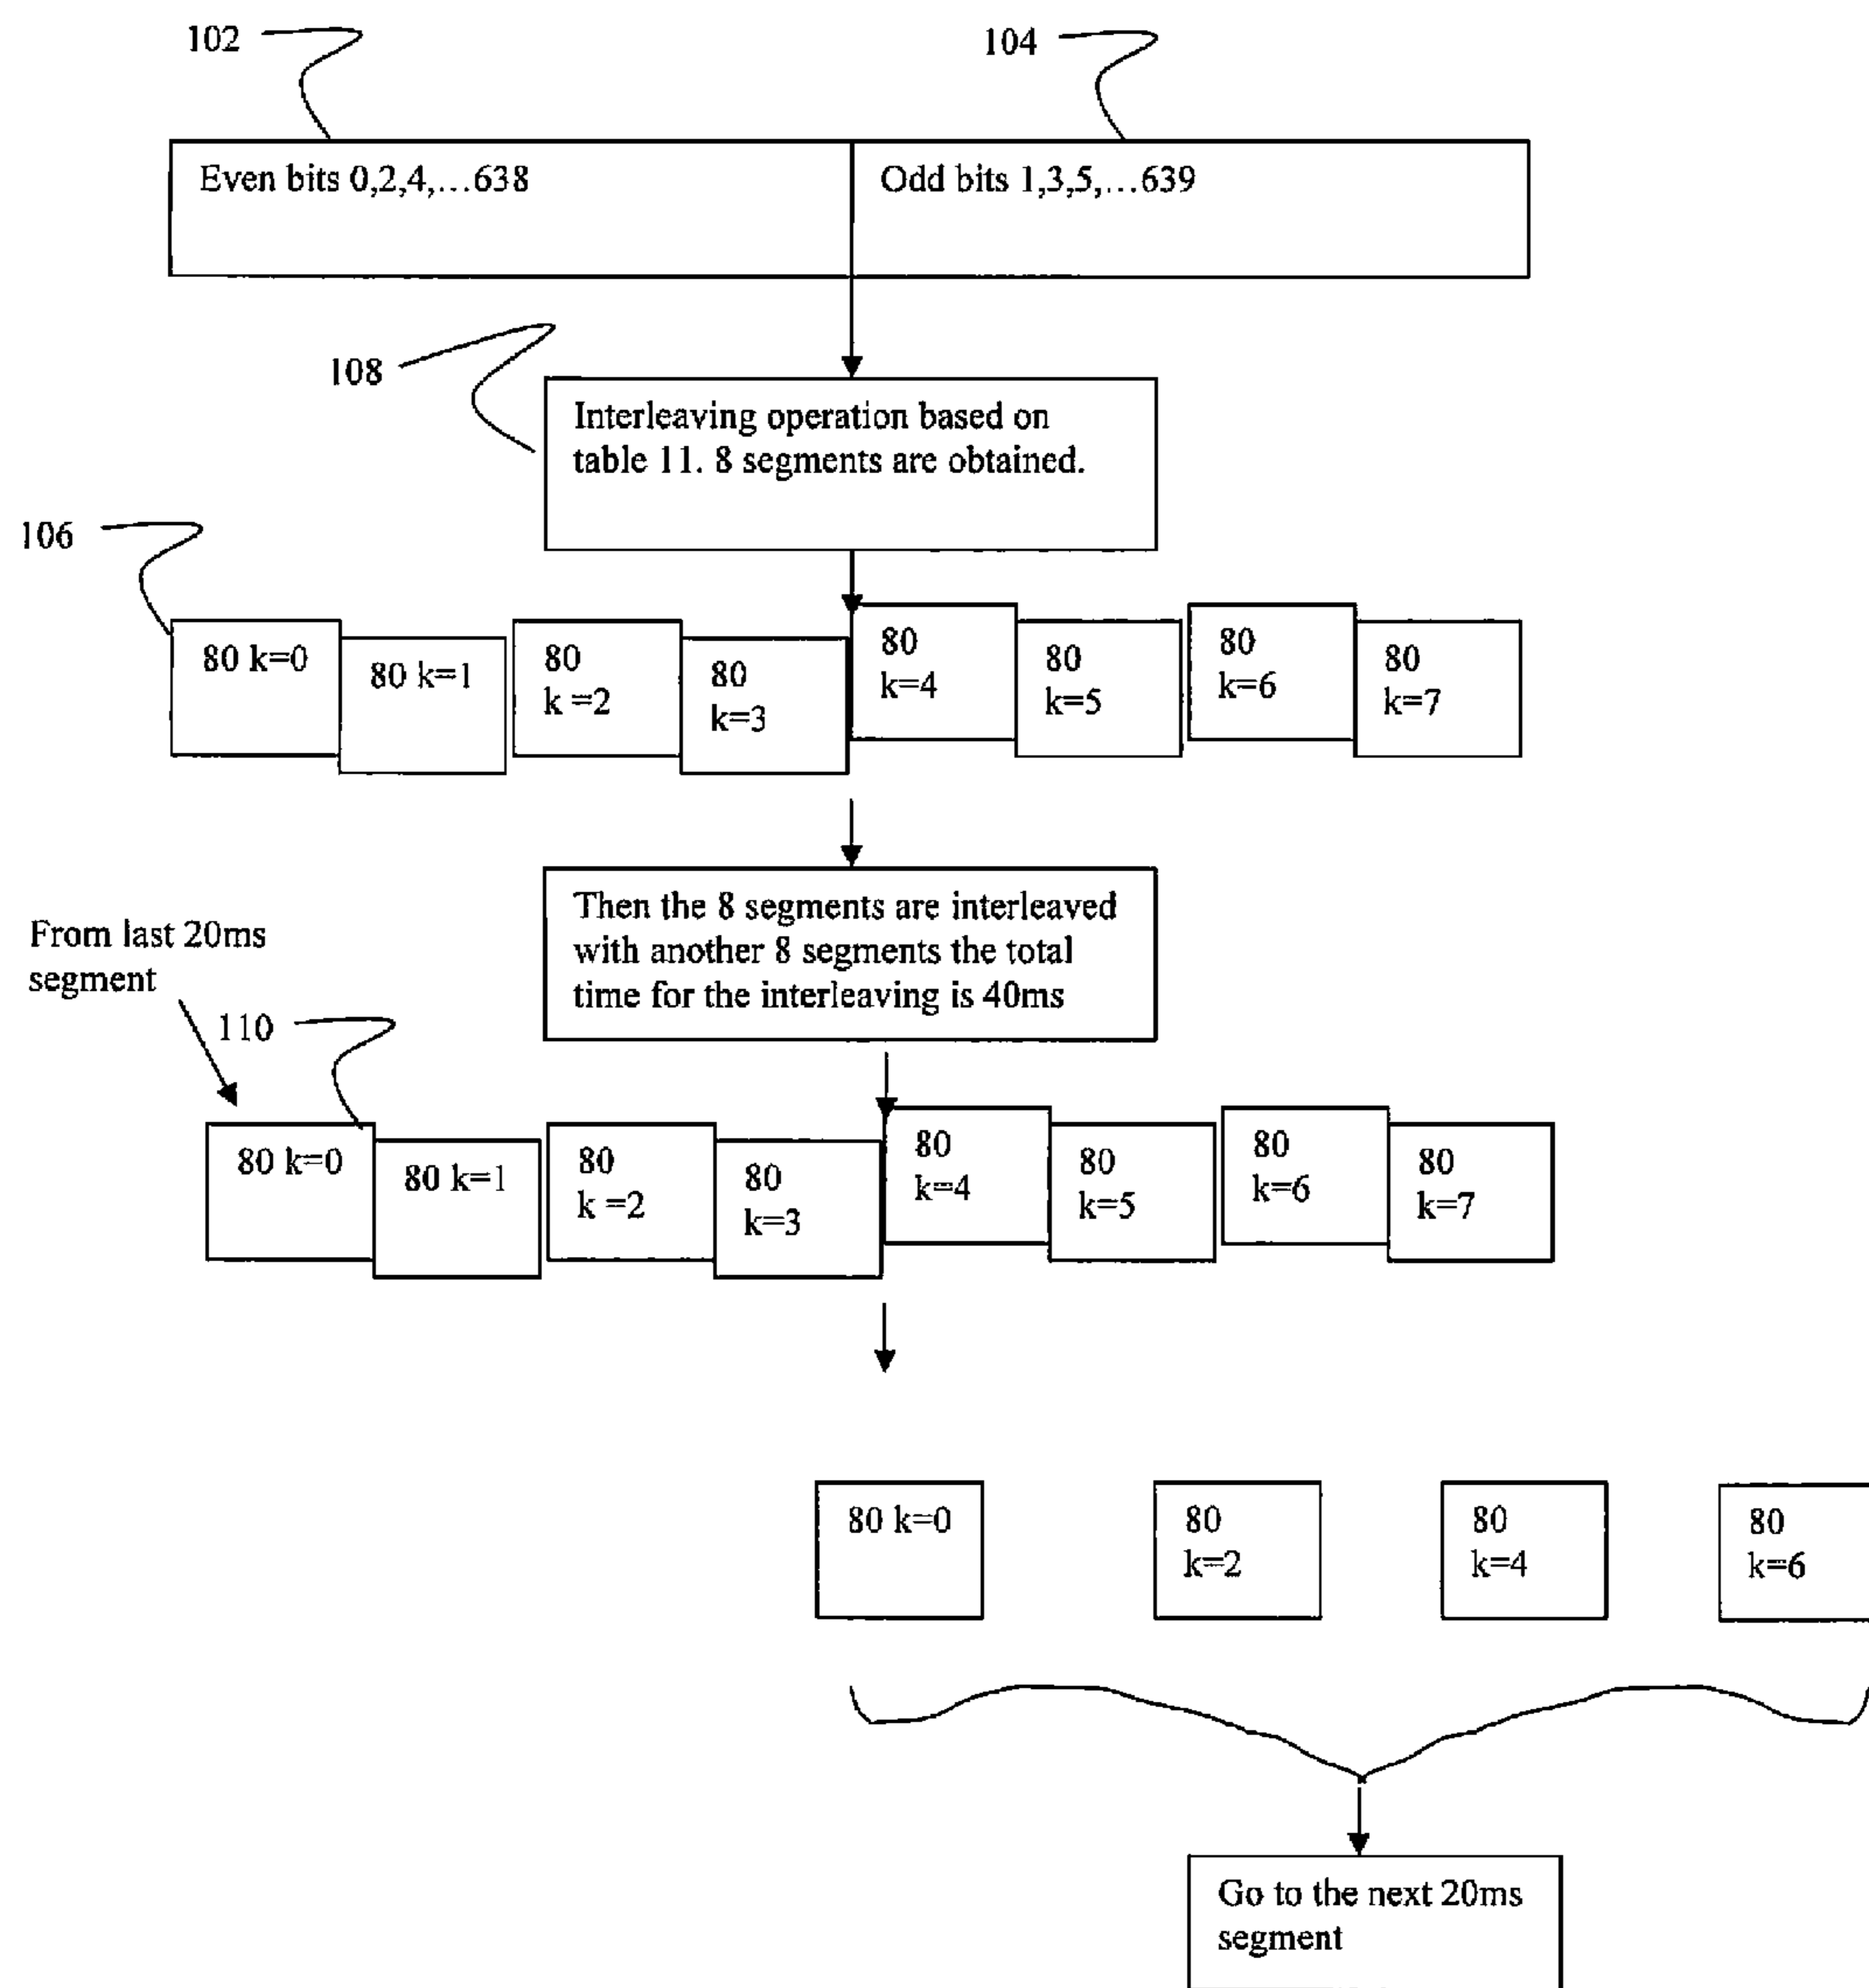 102
104
Even bits 0,2,4,…638
Odd bits 1,3,5,…639
108
Interleaving operation based on
table 11. 8 segments are obtained.
106
80 k=0
80 k=1
80
k =2
80
k=3
80
k=4
80
k=5
80
k=6
80
k=7
Then the 8 segments are interleaved
with another 8 segments the total
time for the interleaving is 40ms
From last 20ms
segment
110
80 k=0
80 k=1
80
k =2
80
k=3
80
k=4
80
k=5
80
k=6
80
k=7
80 k=0
80
k=2
80
k=4
80
k=6
Go to the next 20ms
segment